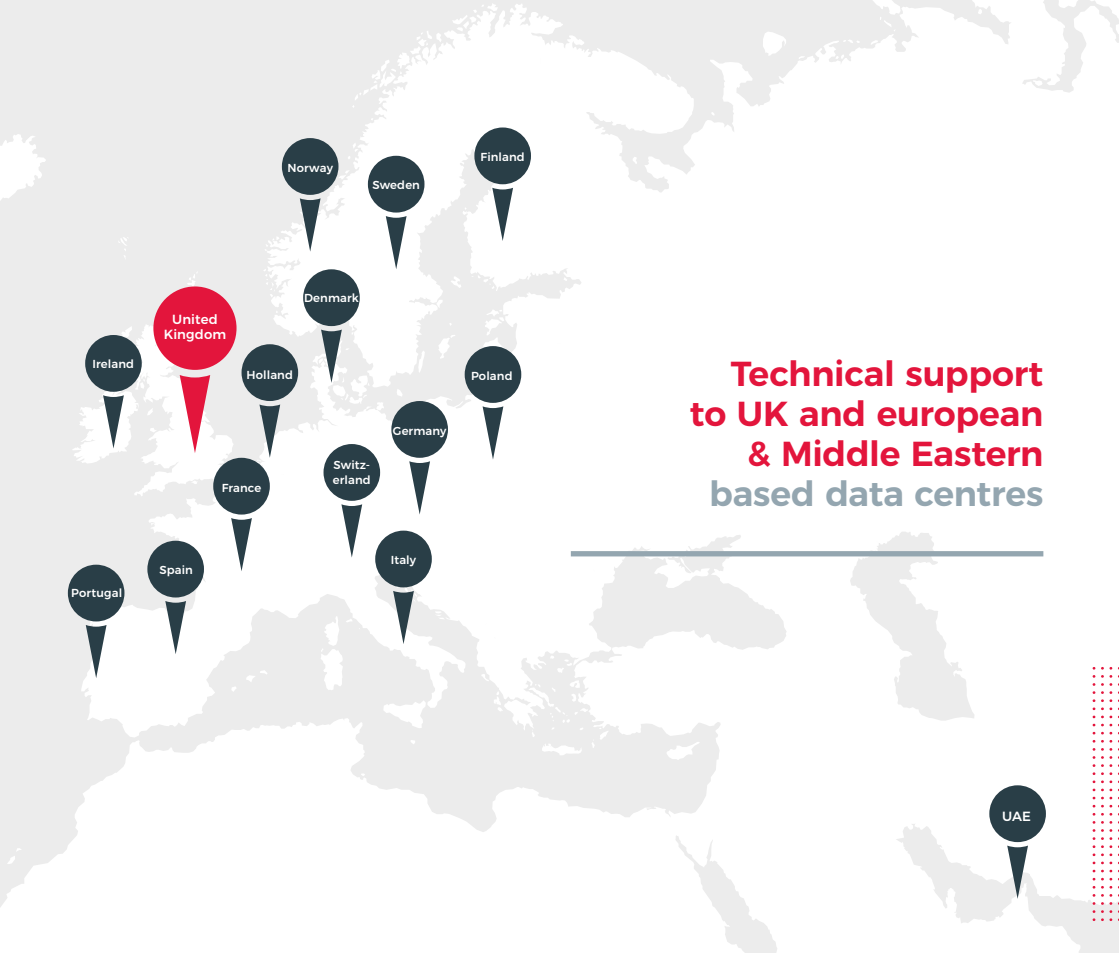 Finland
Norway
Sweden
Denmark
United
Kingdom
Ireland
Holland
Poland
Germany
Switz-
erland
France
Italy
Spain
Portugal
Technical support
to UK and european
& Middle Eastern
based data centres
UAE